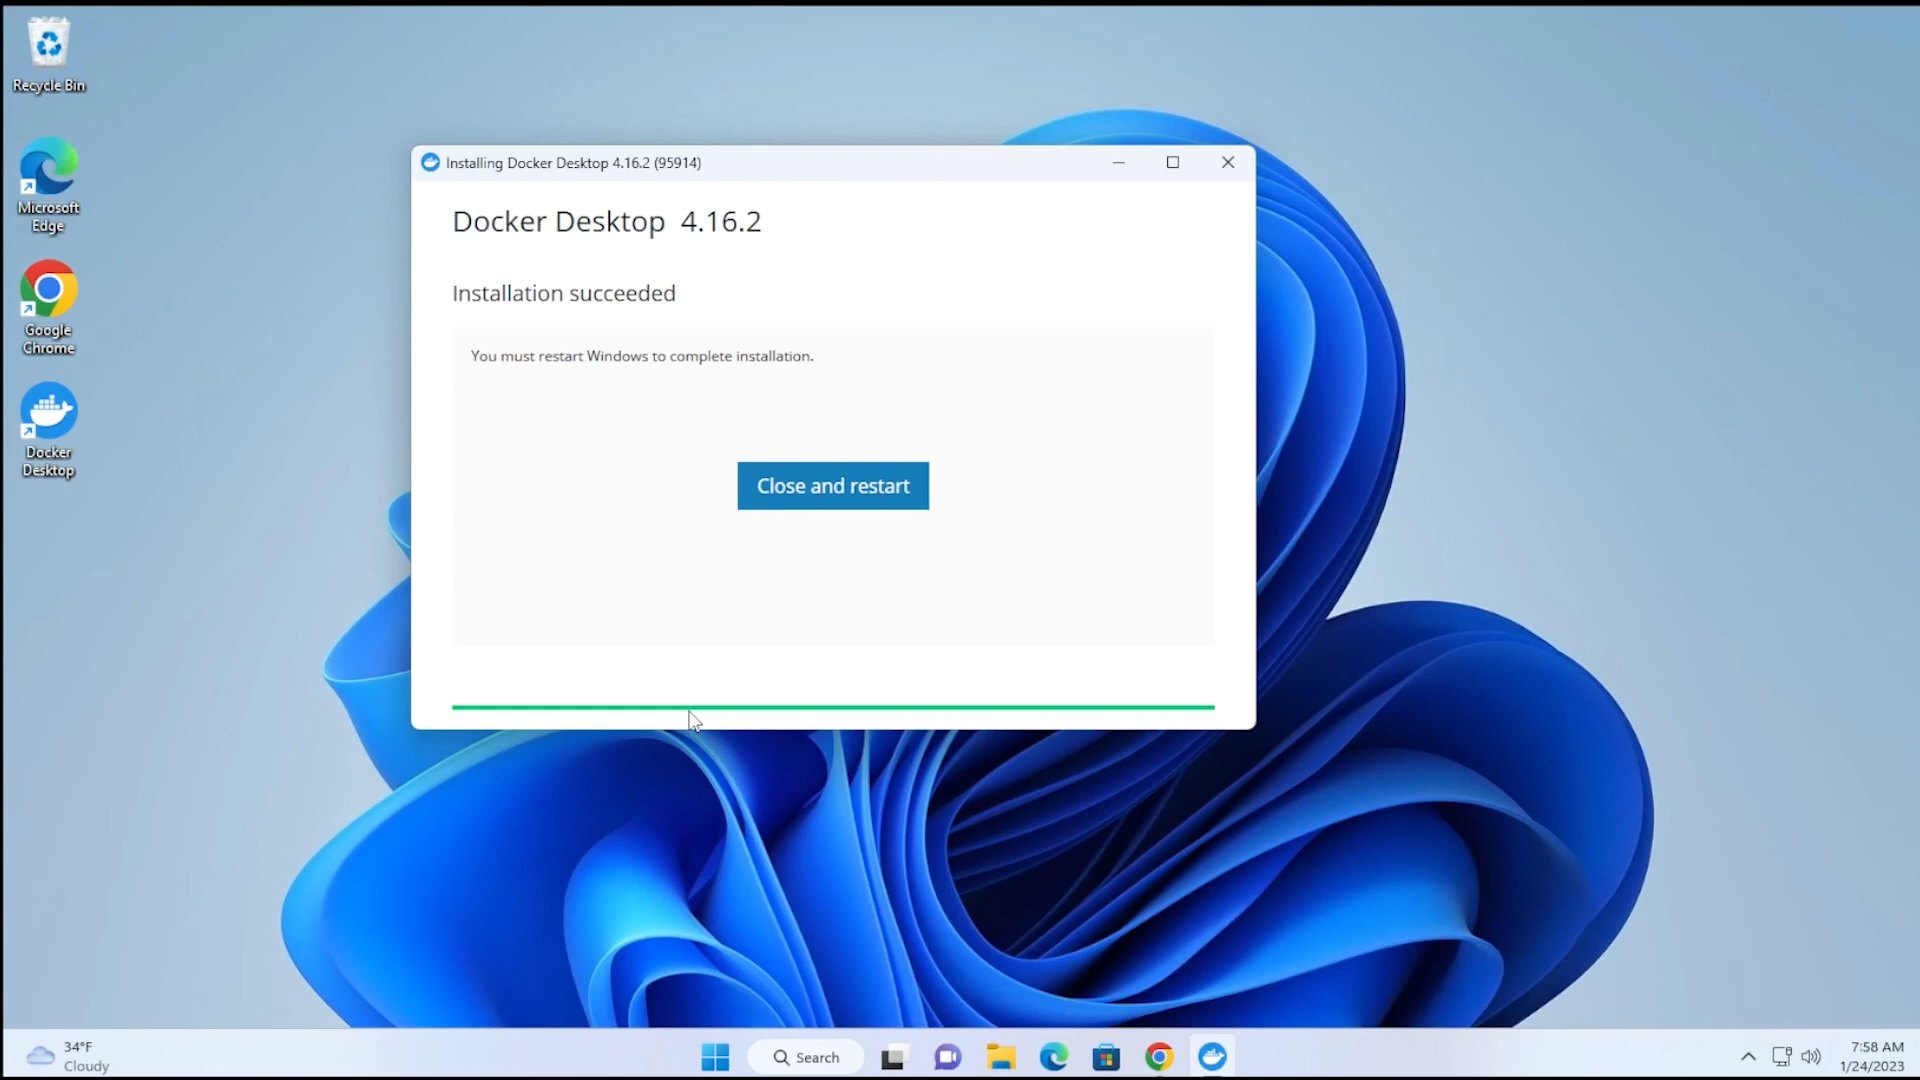 Recycle Bin
Microsoft
Edge
Google
Chrome
Docker
Desktop
Installing Docker Desktop 4.16.2 (95914)
Docker Desktop 4.16.2
Installation succeeded
You must restart Windows to complete installation.
Close and restart
34°F
Cloudy
Search
7:58 AM
1/24/2023